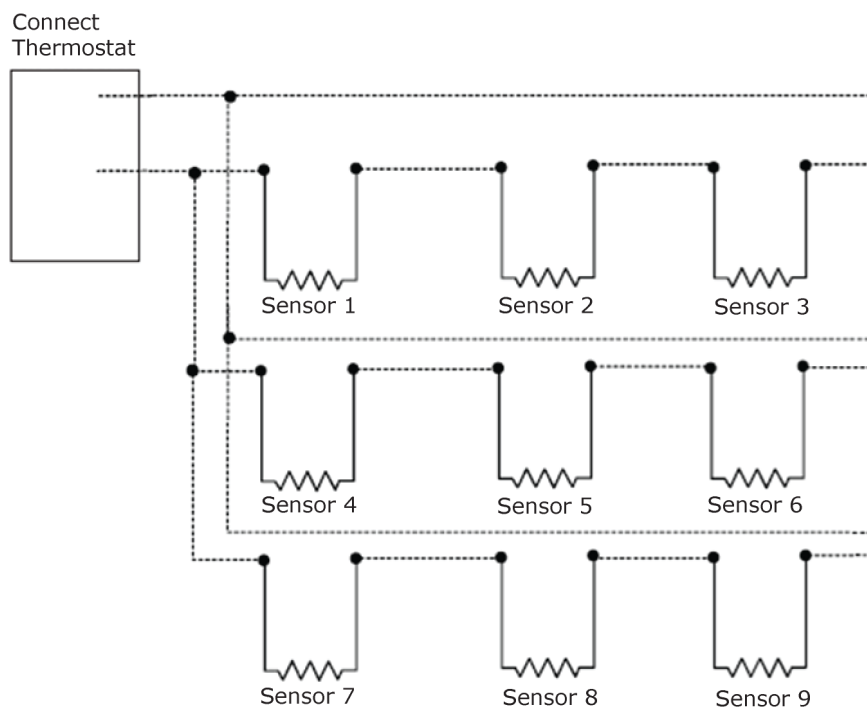 Connect
Thermostat
Sensor 1
Sensor 2
Sensor 3
Sensor 4
Sensor 5
Sensor 6
Sensor 7
Sensor 8
Sensor 9